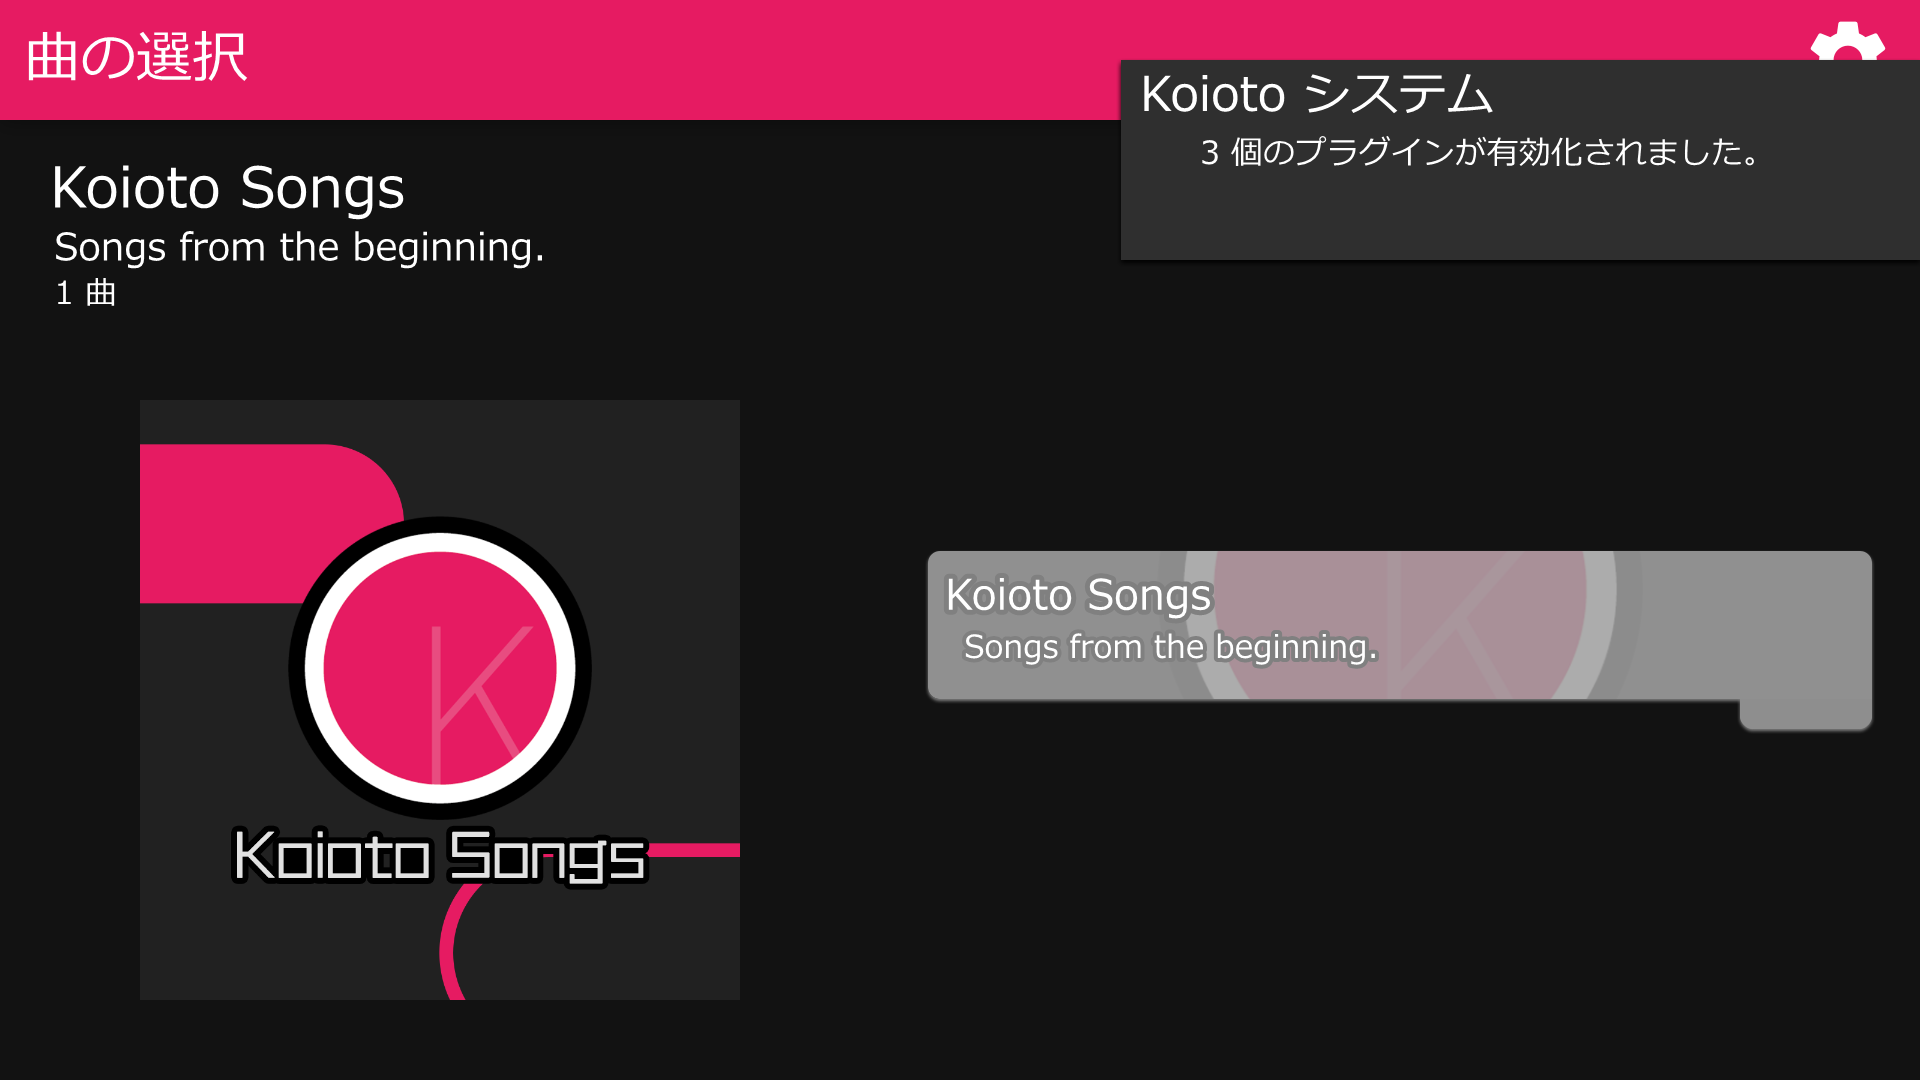 曲の選択
Koioto システム
3 個のプラグインが有効化されました。
Koioto Songs
Songs from the beginning.
1 曲
K
Koioto Songs
Koioto Songs
Songs from the beginning.